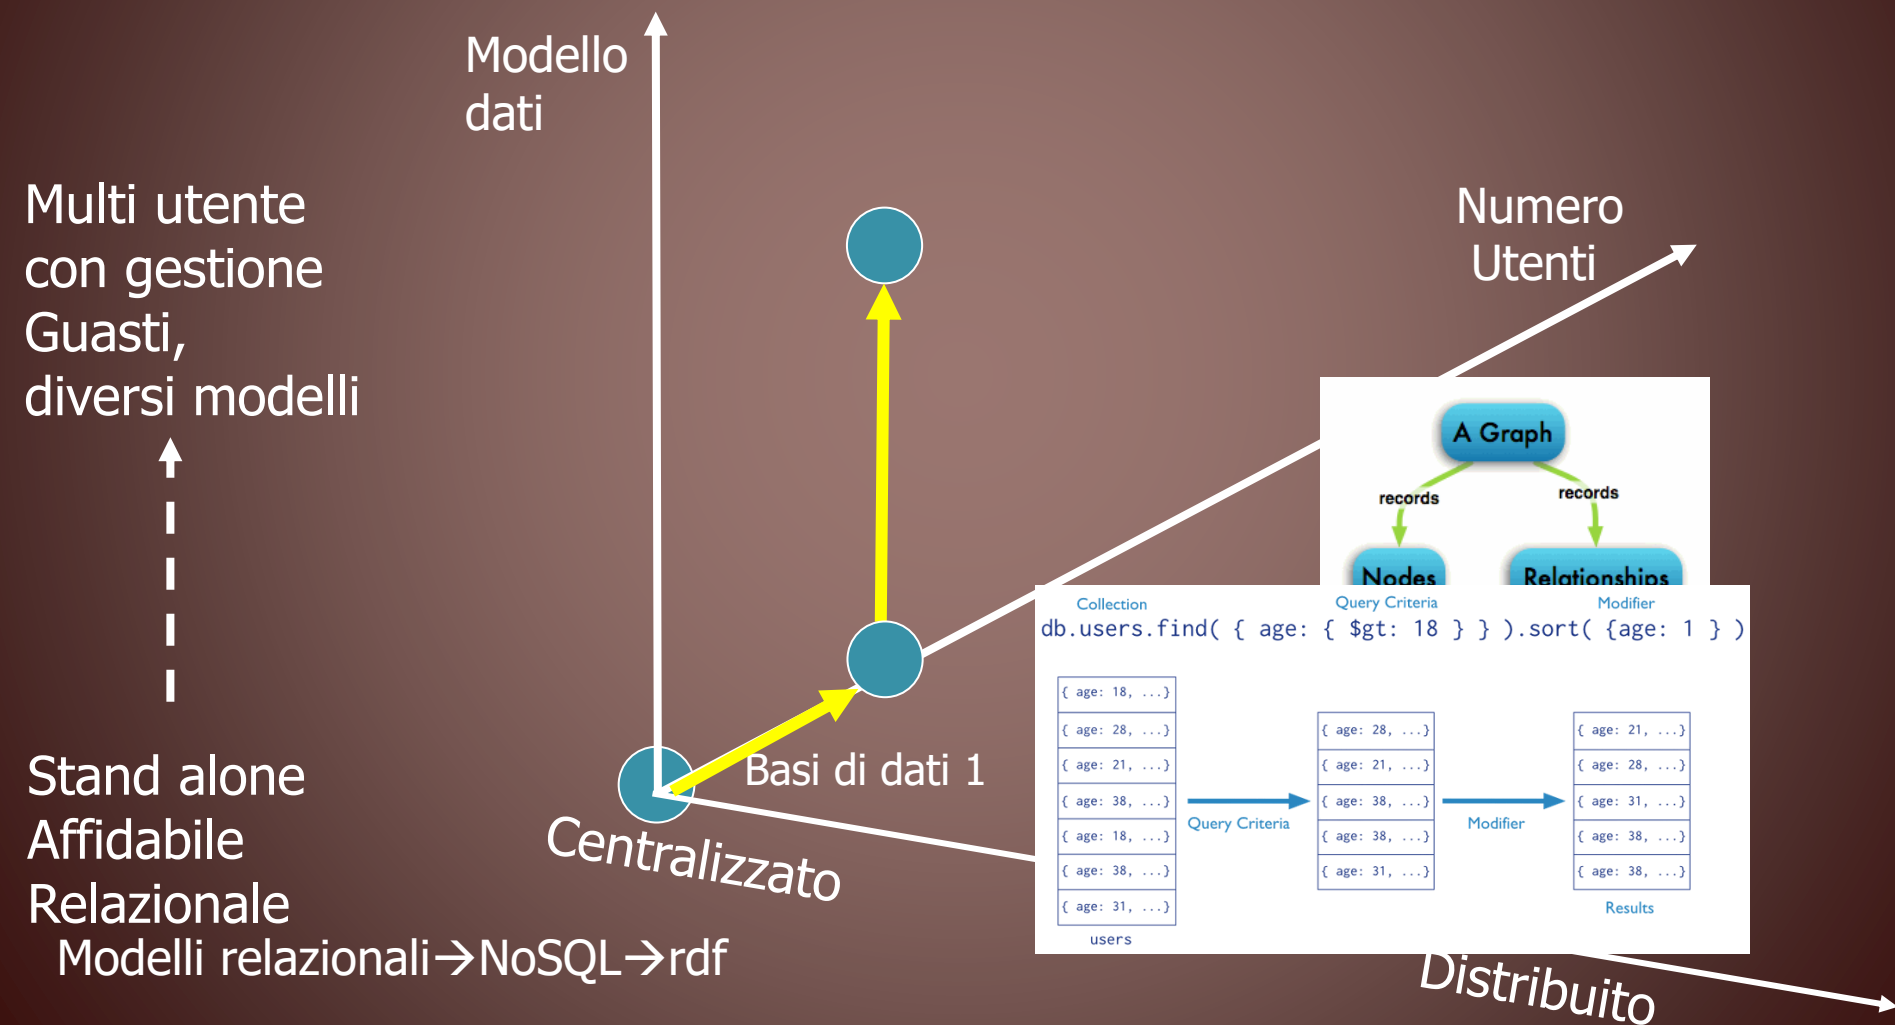 Modello
dati
Multi utente
con gestione
Guasti,
diversi modelli
Numero
Utenti
A Graph
records
records
Nodes
Relationships
Collection
Query Criteria
Modifier
db.users.find( { age: { $gt: 18 } } ).sort( {age: 1 } )
{ age: 18, ...}
{ age: 28, ...}
{ age: 21, ...}
{ age: 38, ...}
{ age: 18, ...}
{ age: 38, ...}
{ age: 31, ...}
users
Query Criteria
{ age: 28, ...}
{ age: 21, ...}
{ age: 38, ...}
{ age: 38, ...}
{ age: 31, ...}
Modifier
{ age: 21, ...}
{ age: 28, ...}
{ age: 31, ...}
{ age: 38, ...}
{ age: 38, ...}
Results
Basi di dati 1
Centralizzato
Stand alone
Affidabile
Relazionale
Modelli relazionali→NoSQL→rdf
Distribuito